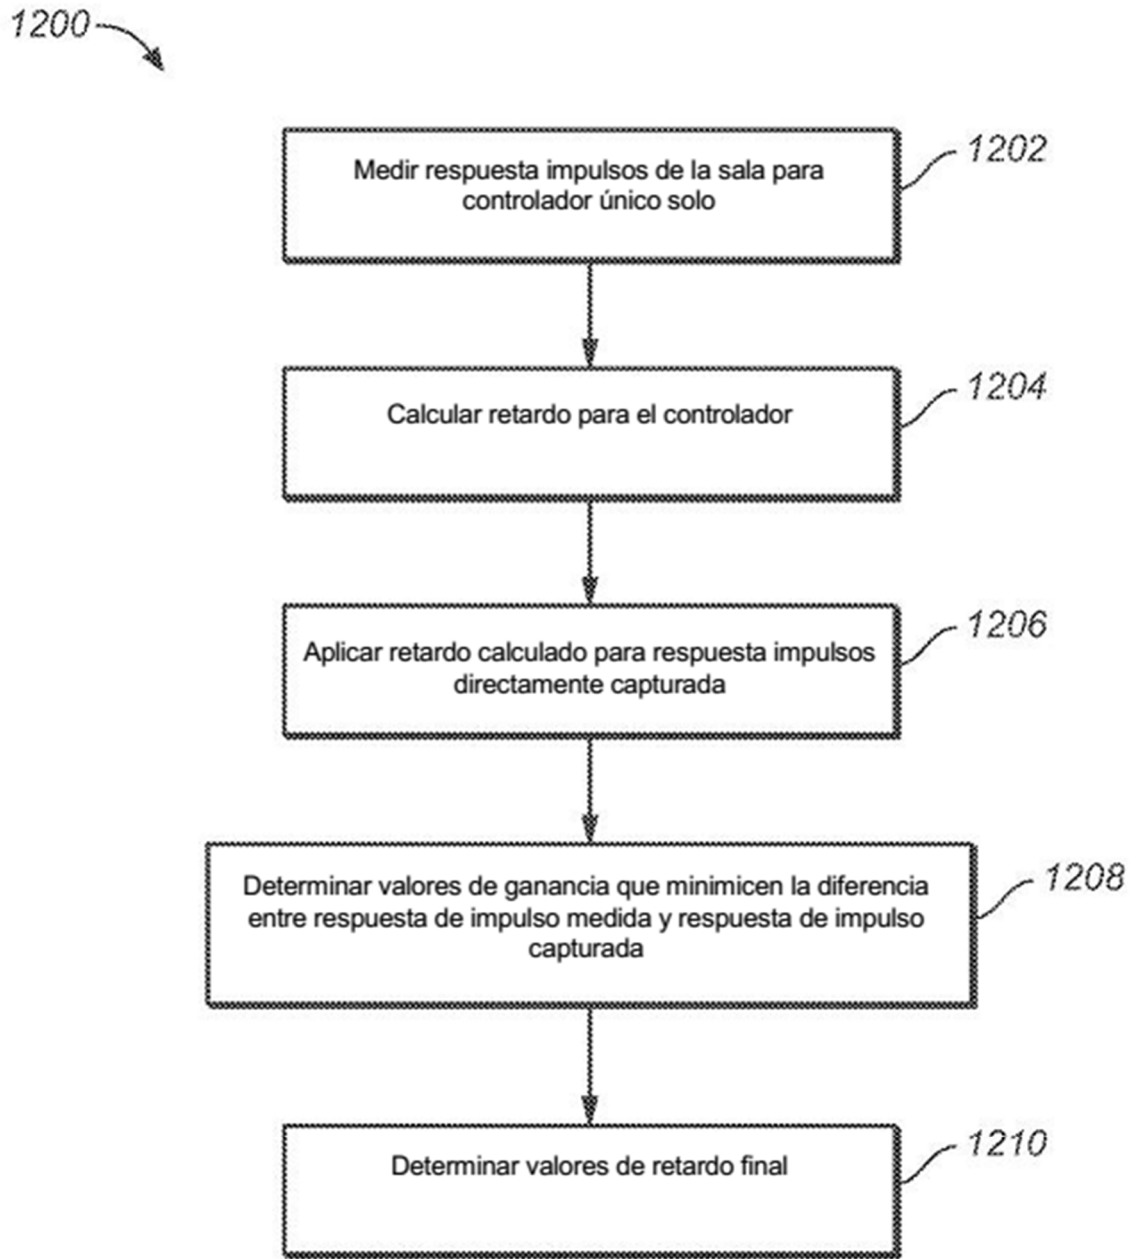 1200
Medir respuesta impulsos de la sala para
controlador único solo
1202
Calcular retardo para el controlador
1204
Aplicar retardo calculado para respuesta impulsos
directamente capturada
1206
Determinar valores de ganancia que minimicen la diferencia
entre respuesta de impulso medida y respuesta de impulso
capturada
1208
Determinar valores de retardo final
1210